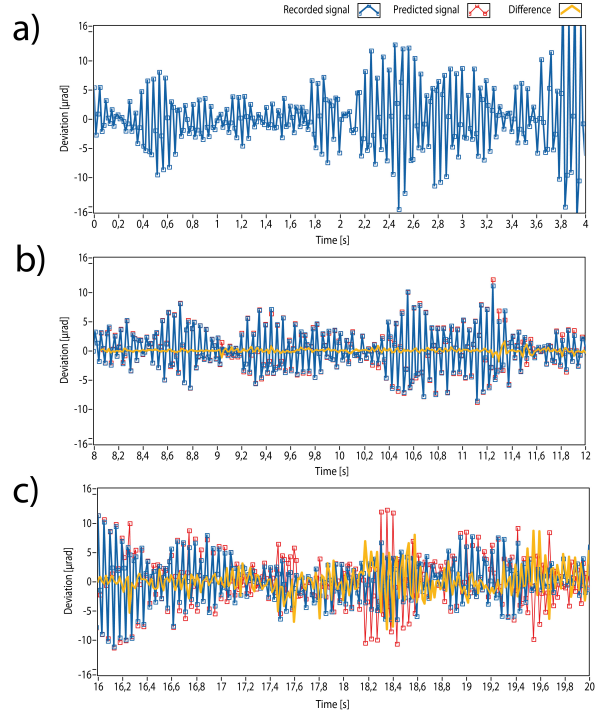 Recorded signal Predicted signal Difference
a)
16
10
5
0
-5
-10
-16
Deviation [µrad]
0 0,2 0,4 0,6 0,8 1 1,2 1,4 1,6 1,8 2 2,2 2,4 2,6 2,8 3 3,2 3,4 3,6 3,8 4
Time [s]
b)
16
10
5
0
-5
-10
-16
Deviation [µrad]
8 8,2 8,4 8,6 8,8 9 9,2 9,4 9,6 9,8 10 10,2 10,4 10,6 10,8 11 11,2 11,4 11,6 11,8 12
Time [s]
c)
16
10
5
0
-5
-10
-16
Deviation [µrad]
16 16,2 16,4 16,6 16,8 17 17,2 17,4 17,6 17,8 18 18,2 18,4 18,6 18,8 19 19,2 19,4 19,6 19,8 20
Time [s]